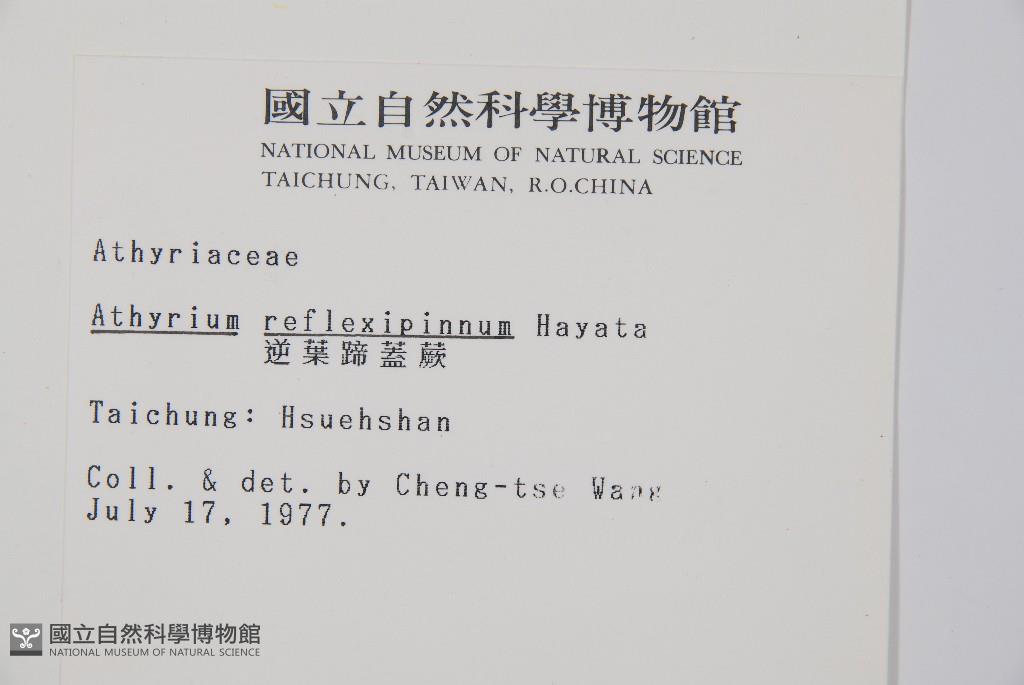 國立自然科學博物館
NATIONAL MUSEUM OF NATURAL SCIENCE
TAICHUNG, TAIWAN, R.O.CHINA
Athyriaceae
Athyrium reflexipinnum Hayata
逆葉蹄蓋蕨
Taichung: Hsuehshan
Coll. & det. by Cheng-tse Wang
July 17, 1977.
國立自然科學博物館
NATIONAL MUSEUM OF NATURAL SCIENCE